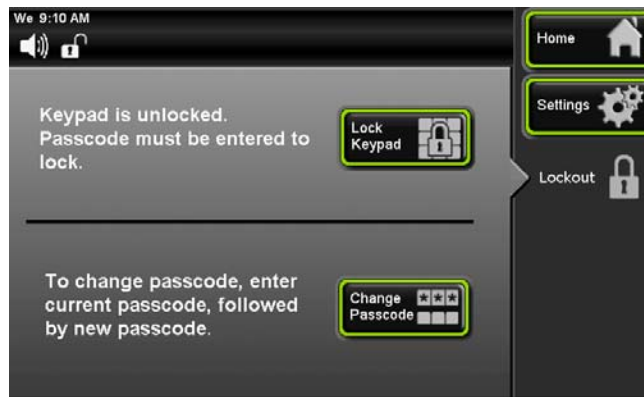 We 9:10 AM
Home
Settings
Lockout
Keypad is unlocked.
Passcode must be entered to
lock.
Lock
Keypad
To change passcode, enter
current passcode, followed
by new passcode.
Change
Passcode